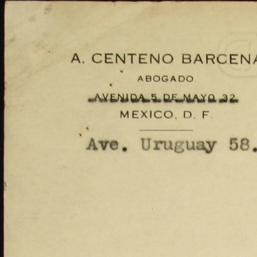 A. CENTENO BARCENA
ABOGADO
AVENIDA 5 DE MAYO 32
MEXICO, D. F.
Ave. Uruguay 58.